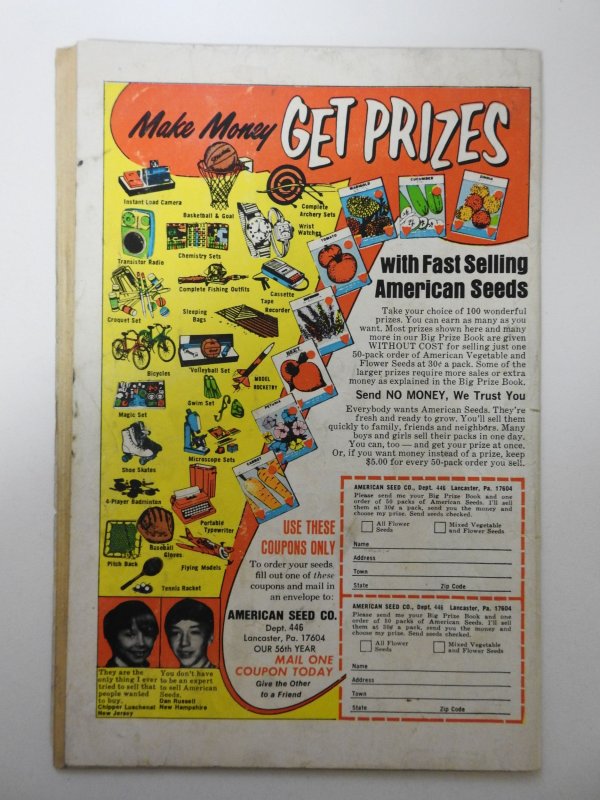 Make Money GET PRIZES
with Fast Selling
American Seeds
Take your choice of 100 wonderful
prizes. You can earn as many as you
want. Most prizes shown here and many
more in our Big Prize Book are given
WITHOUT COST for selling just one
50-pack order of American Vegetable and
Flower Seeds at 30¢ a pack. Some of the
larger prizes require more sales or extra
money as explained in the Big Prize Book.
Send NO MONEY, We Trust You
Everybody wants American Seeds. They're
fresh and ready to grow. You'll sell them
quickly to family, friends and neighbors. Many
boys and girls sell their packs in one day.
You can, too — and get your prize at once.
Or, if you want money instead of a prize, keep
$5.00 for every 50-pack order you sell.
Instant Load Camera
Basketball & Goal
Complete
Archery Sets
Wrist
Watches
Transistor Radio
Chemistry Sets
Complete Fishing Outfits
Cassette
Tape
Recorder
Croquet Set
Sleeping
Bags
Bicycles
Volleyball Set
MODEL
ROCKETRY
Swim Set
Magic Set
Shoe Skates
Microscope Sets
4-Player Badminton
Portable
Typewriter
Pitch Back
Baseball
Gloves
Flying Models
Tennis Racket
MARIGOLD
CUCUMBER
ZINNIA
TOMATO
BEET
PETUNIA
CARROT
USE THESE
COUPONS ONLY
To order your seeds,
fill out one of these
coupons and mail in
an envelope to:
AMERICAN SEED CO.
Dept. 446
Lancaster, Pa. 17604
OUR 56th YEAR
MAIL ONE
COUPON TODAY
Give the Other
to a Friend
They are the
only thing I ever
tried to sell that
people wanted
to buy.
Chipper Luschenat
New Jersey
You don't have
to be an expert
to sell American
Seeds.
Dan Russell
New Hampshire
AMERICAN SEED CO., Dept. 446 Lancaster, Pa. 17604
Please send me your Big Prize Book and one
order of 50 packs of American Seeds. I'll sell
them at 30¢ a pack, send you the money and
choose my prize. Send seeds checked.
All Flower
Seeds
Mixed Vegetable
and Flower Seeds
Name
Address
Town
State Zip Code
AMERICAN SEED CO., Dept. 446 Lancaster, Pa. 17604
Please send me your Big Prize Book and one
order of 50 packs of American Seeds. I'll sell
them at 30¢ a pack, send you the money and
choose my prize. Send seeds checked.
All Flower
Seeds
Mixed Vegetable
and Flower Seeds
Name
Address
Town
State Zip Code